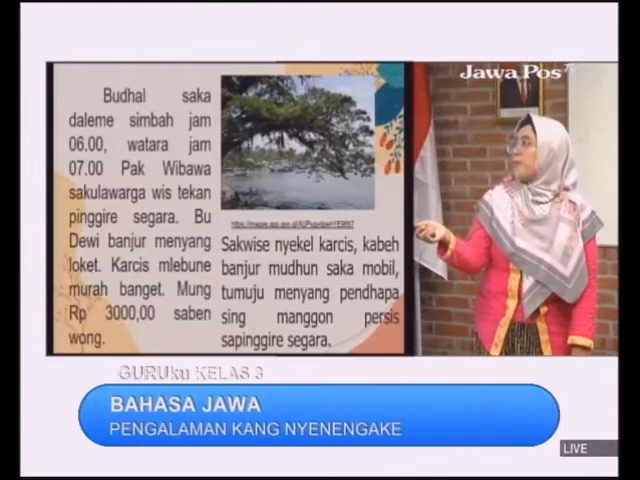 Jawa Pos
Budhal saka
daleme simbah jam
06.00, watara jam
07.00 Pak Wibawa
sakulawarga wis tekan
pinggire segara. Bu
Dewi banjur menyang
loket. Karcis mlebune
murah banget. Mung
Rp 3000,00 saben
wong.
Sakwise nyekel karcis, kabeh
banjur mudhun saka mobil,
tumuju menyang pendhapa
sing manggon persis
sapinggire segara.
GURUku KELAS 3
BAHASA JAWA
PENGALAMAN KANG NYENENGAKE
LIVE